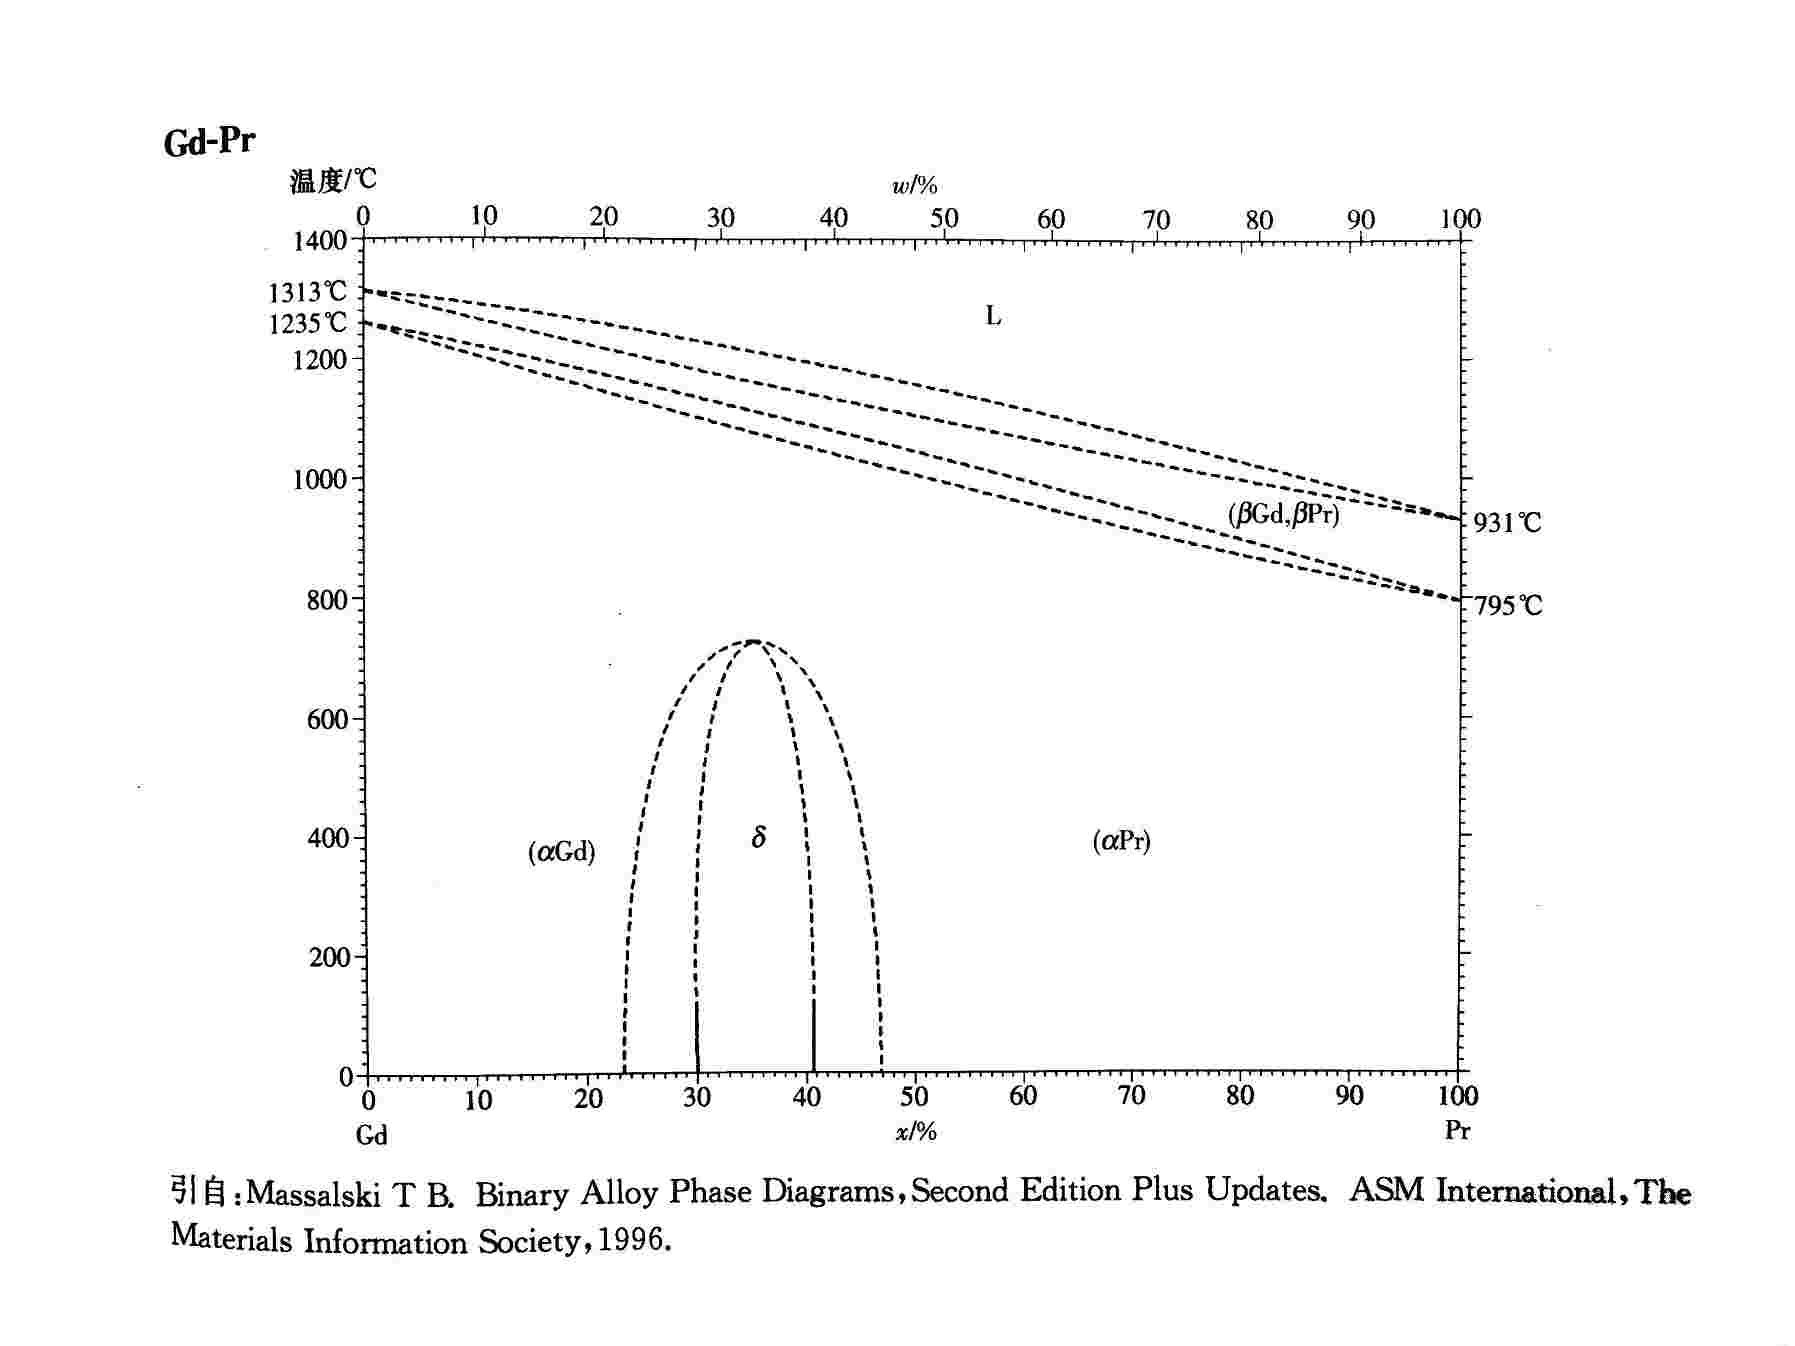 Gd-Pr
温度/℃
w/%
0 10 20 30 40 50 60 70 80 90 100
1400
1313℃
L
1235℃
1200
1000
(βGd,βPr)
931℃
800
795℃
600
400
(αGd)
δ
(αPr)
200
0
0 10 20 30 40 50 60 70 80 90 100
Gd
x/%
Pr
引自:Massalski T B. Binary Alloy Phase Diagrams,Second Edition Plus Updates. ASM International,The
Materials Information Society,1996.